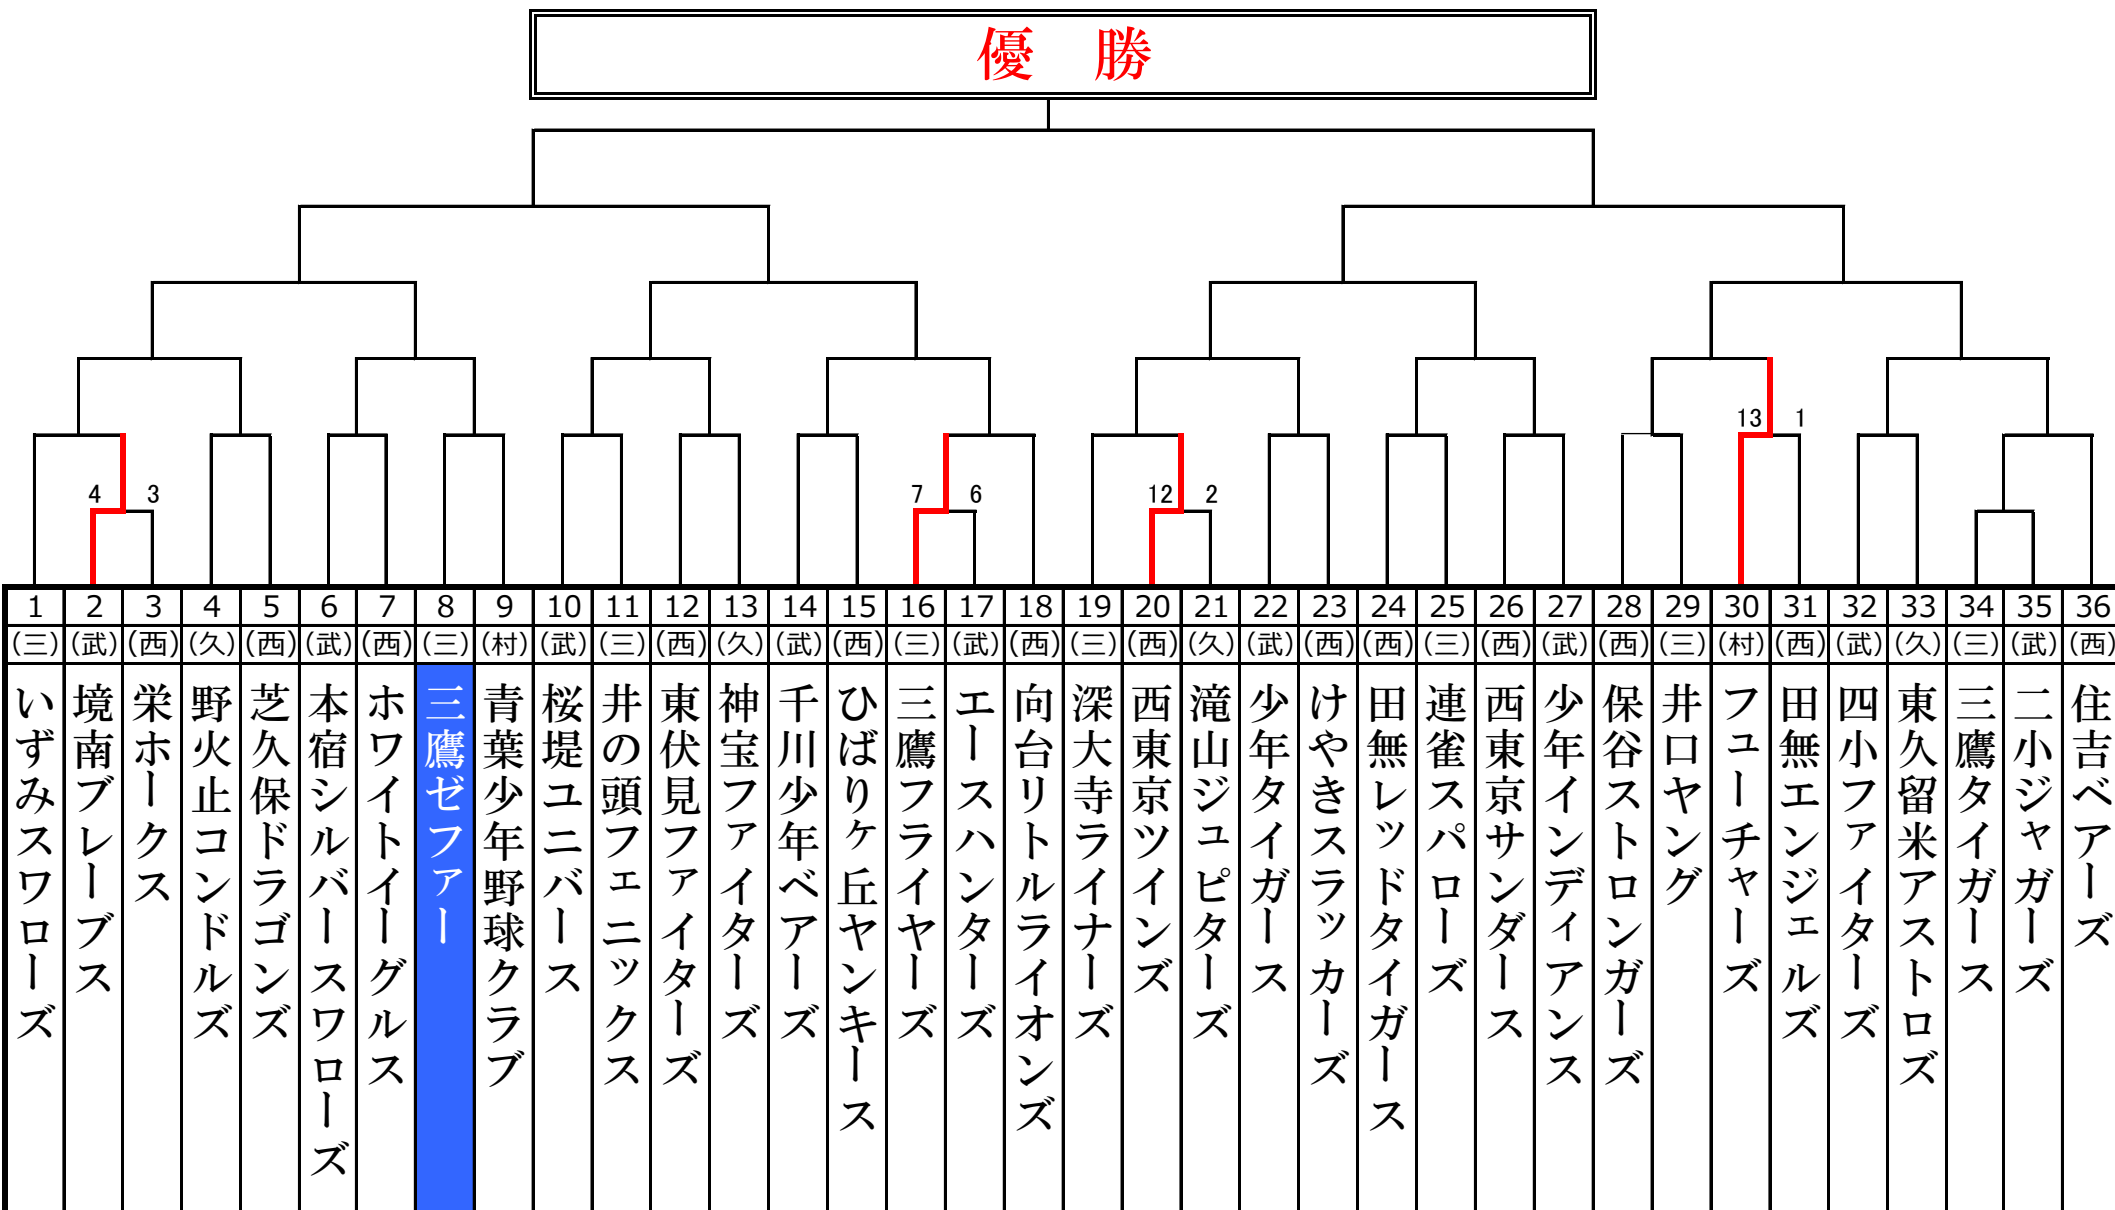 優 勝
13 1
4 3 7 6 12 2
1 2 3 4 5 6 7 8 9 10 11 12 13 14 15 16 17 18 19 20 21 22 23 24 25 26 27 28 29 30 31 32 33 34 35 36
(三) (武) (西) (久) (西) (武) (西) (三) (村) (武) (三) (西) (久) (武) (西) (三) (武) (西) (三) (西) (久) (武) (西) (西) (三) (西) (武) (西) (三) (村) (西) (武) (久) (三) (武) (西)
いずみスワローズ
境南ブレーブス
栄ホークス
野火止コンドルズ
芝久保ドラゴンズ
本宿シルバースワローズ
ホワイトイーグルス
三鷹ゼファー
青葉少年野球クラブ
桜堤ユニバース
井の頭フェニックス
東伏見ファイターズ
神宝ファイターズ
千川少年ベアーズ
ひばりケ丘ヤンキース
三鷹フライヤーズ
エースハンターズ
向台リトルライオンズ
深大寺ライナーズ
西東京ツインズ
滝山ジュピターズ
少年タイガース
けやきスラッカーズ
田無レッドタイガース
連雀スパローズ
西東京サンダース
少年インディアンス
保谷ストロンガーズ
井口ヤング
フューチャーズ
田無エンジェルズ
四小ファイターズ
東久留米アストロズ
三鷹タイガース
二小ジャガーズ
住吉ベアーズ